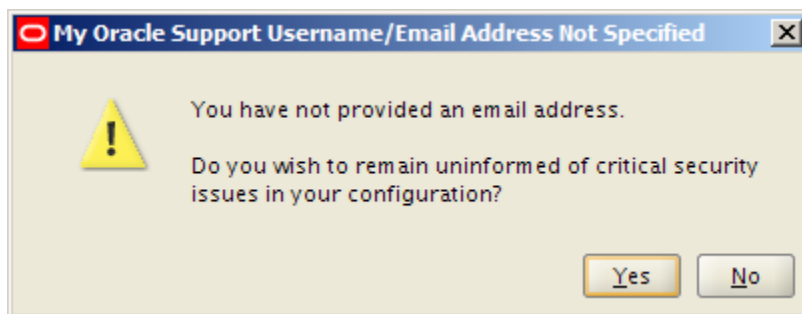 My Oracle Support Username/Email Address Not Specified
You have not provided an email address.
Do you wish to remain uninformed of critical security
issues in your configuration?
Yes No